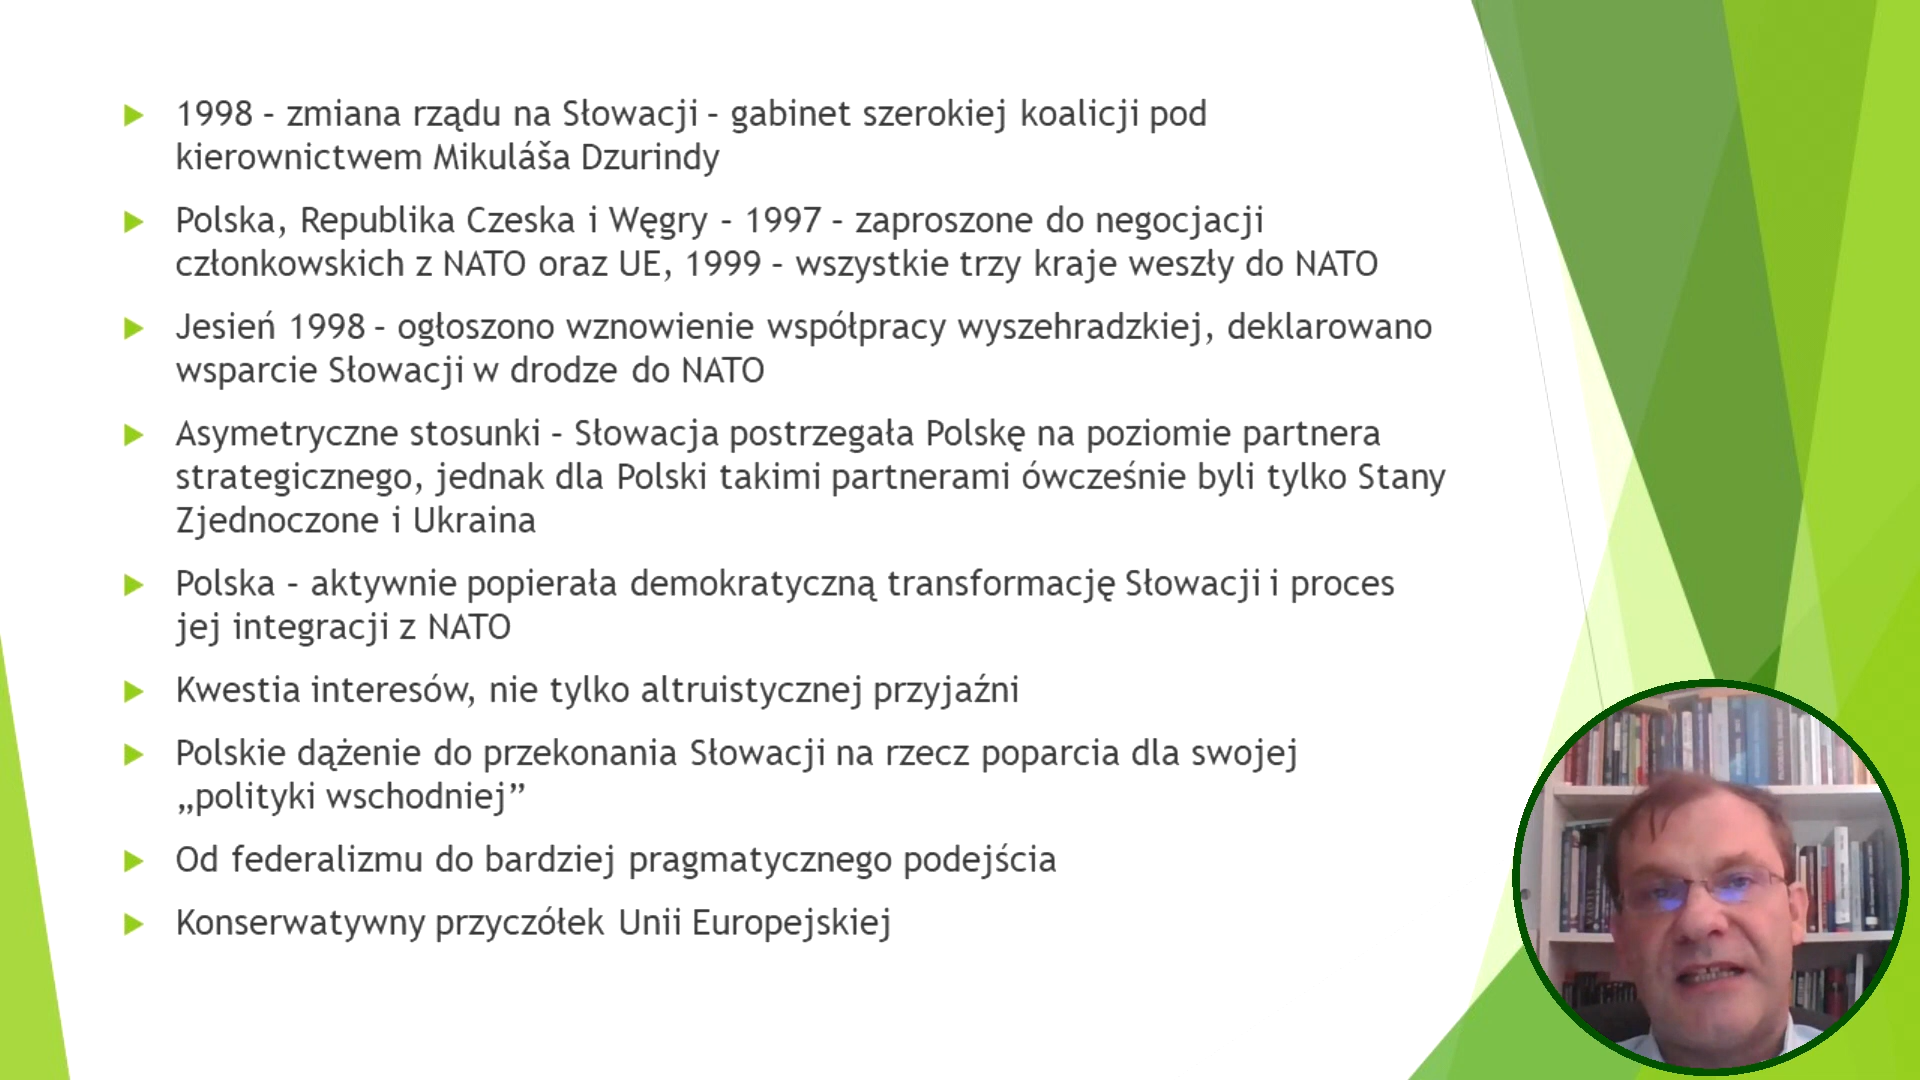 1998 – zmiana rządu na Słowacji – gabinet szerokiej koalicji pod
kierownictwem Mikuláša Dzurindy
Polska, Republika Czeska i Węgry – 1997 – zaproszone do negocjacji
członkowskich z NATO oraz UE, 1999 – wszystkie trzy kraje weszły do NATO
Jesień 1998 – ogłoszono wznowienie współpracy wyszehradzkiej, deklarowano
wsparcie Słowacji w drodze do NATO
Asymetryczne stosunki – Słowacja postrzegała Polskę na poziomie partnera
strategicznego, jednak dla Polski takimi partnerami ówcześnie byli tylko Stany
Zjednoczone i Ukraina
Polska – aktywnie popierała demokratyczną transformację Słowacji i proces
jej integracji z NATO
Kwestia interesów, nie tylko altruistycznej przyjaźni
Polskie dążenie do przekonania Słowacji na rzecz poparcia dla swojej
„polityki wschodniej”
Od federalizmu do bardziej pragmatycznego podejścia
Konserwatywny przyczółek Unii Europejskiej